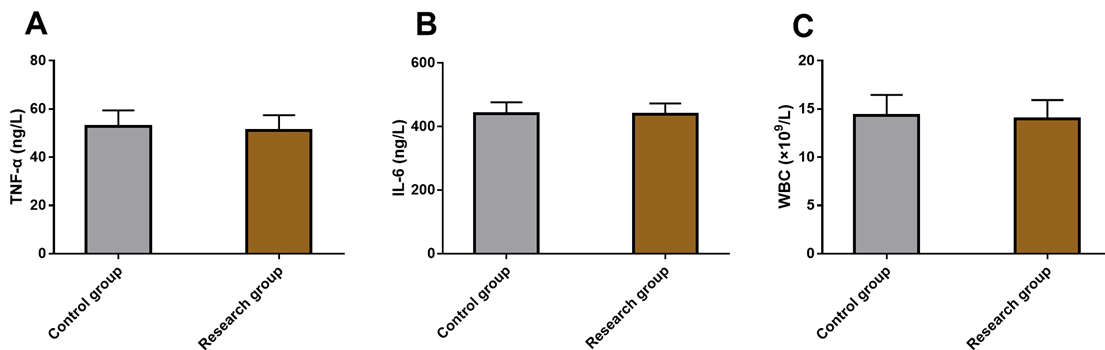 A
TNF-α (ng/L)
80
60
40
20
0
Control group
Research group
B
IL-6 (ng/L)
600
400
200
0
Control group
Research group
C
WBC (×10⁹/L)
20
15
10
5
0
Control group
Research group